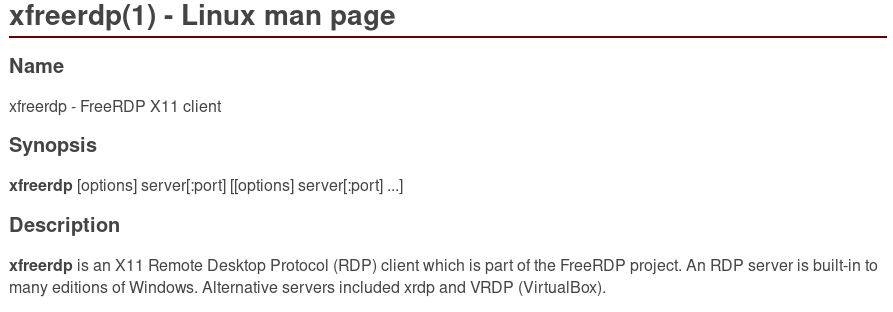 xfreerdp(1) - Linux man page
Name
xfreerdp - FreeRDP X11 client
Synopsis
xfreerdp [options] server[:port] [[options] server[:port] ...]
Description
xfreerdp is an X11 Remote Desktop Protocol (RDP) client which is part of the FreeRDP project. An RDP server is built-in to
many editions of Windows. Alternative servers included xrdp and VRDP (VirtualBox).